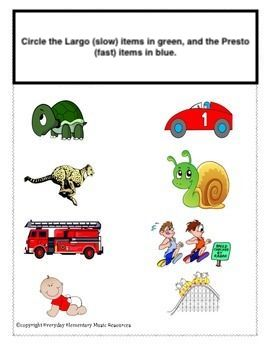 Circle the Largo (slow) items in green, and the Presto
(fast) items in blue.
1
©Copyright Everyday Elementary Music Resources